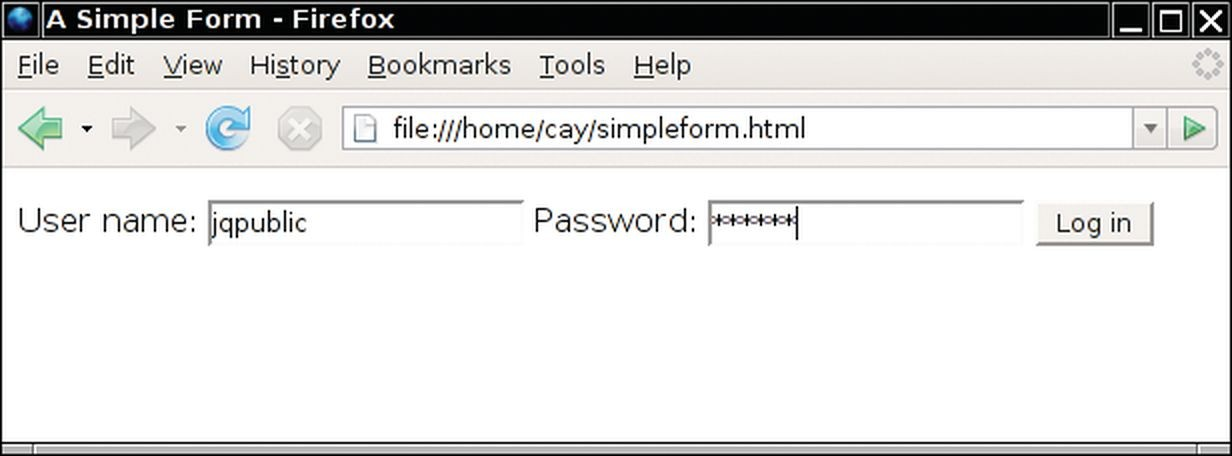 A Simple Form - Firefox
File Edit View History Bookmarks Tools Help
file:///home/cay/simpleform.html
User name: jqpublic Password: ******* Log in